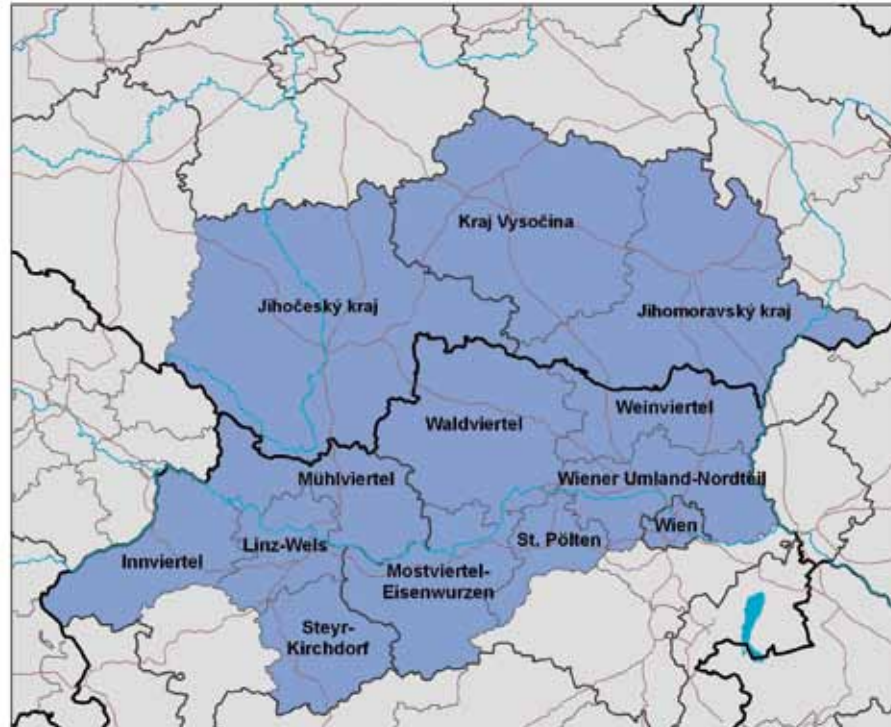 Kraj Vysočina
Jihočeský kraj
Jihomoravský kraj
Weinviertel
Waldviertel
Mühlviertel
Wiener Umland-Nordteil
Wien
St. Pölten
Linz-Wels
Innviertel
Mostviertel-
Eisenwurzen
Steyr-
Kirchdorf